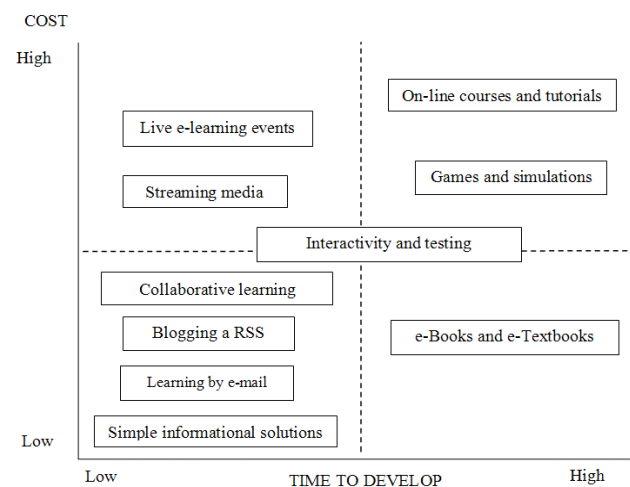 COST
High
On-line courses and tutorials
Live e-learning events
Games and simulations
Streaming media
Interactivity and testing
Collaborative learning
Blogging a RSS
e-Books and e-Textbooks
Learning by e-mail
Simple informational solutions
Low
Low
TIME TO DEVELOP
High